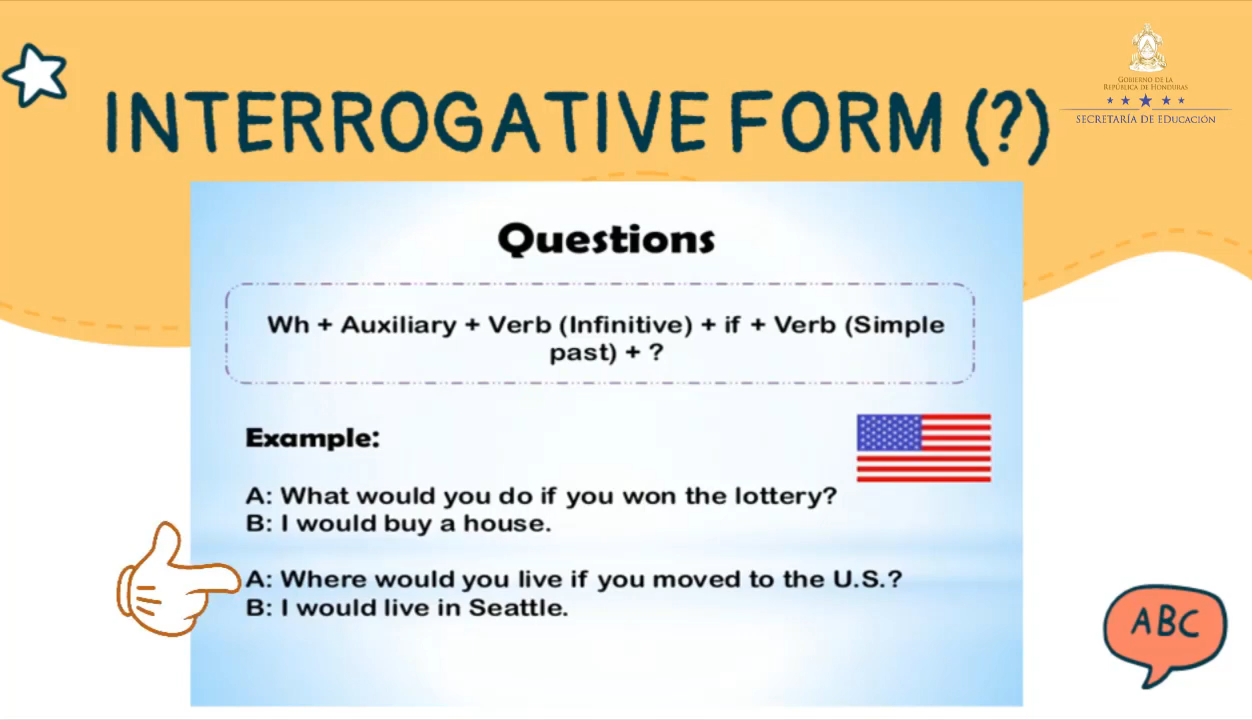 GOBIERNO DE LA
REPÚBLICA DE HONDURAS
SECRETARÍA DE EDUCACIÓN
INTERROGATIVE FORM (?)
Questions
Wh + Auxiliary + Verb (Infinitive) + if + Verb (Simple
past) + ?
Example:
A: What would you do if you won the lottery?
B: I would buy a house.
A: Where would you live if you moved to the U.S.?
B: I would live in Seattle.
ABC